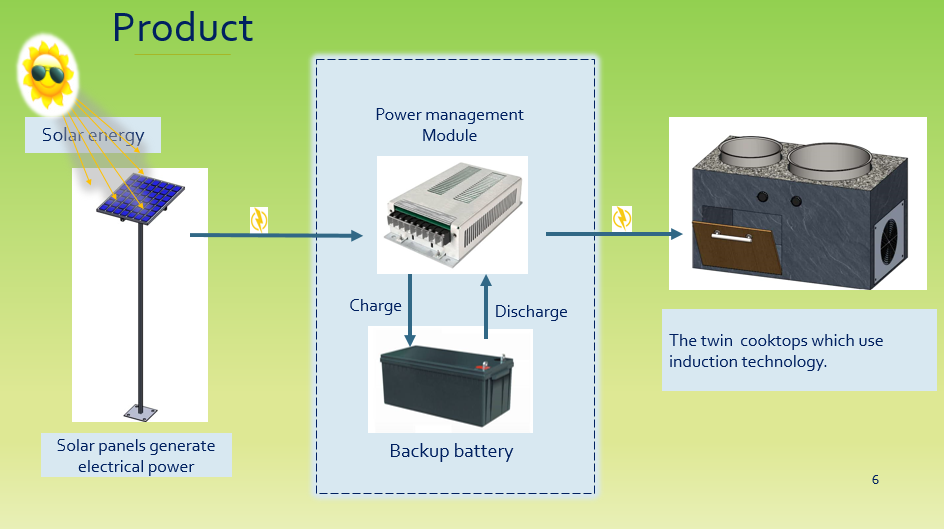 Product
Solar energy
Solar panels generate
electrical power
Power management
Module
Charge
Discharge
Backup battery
The twin cooktops which use
induction technology.
6